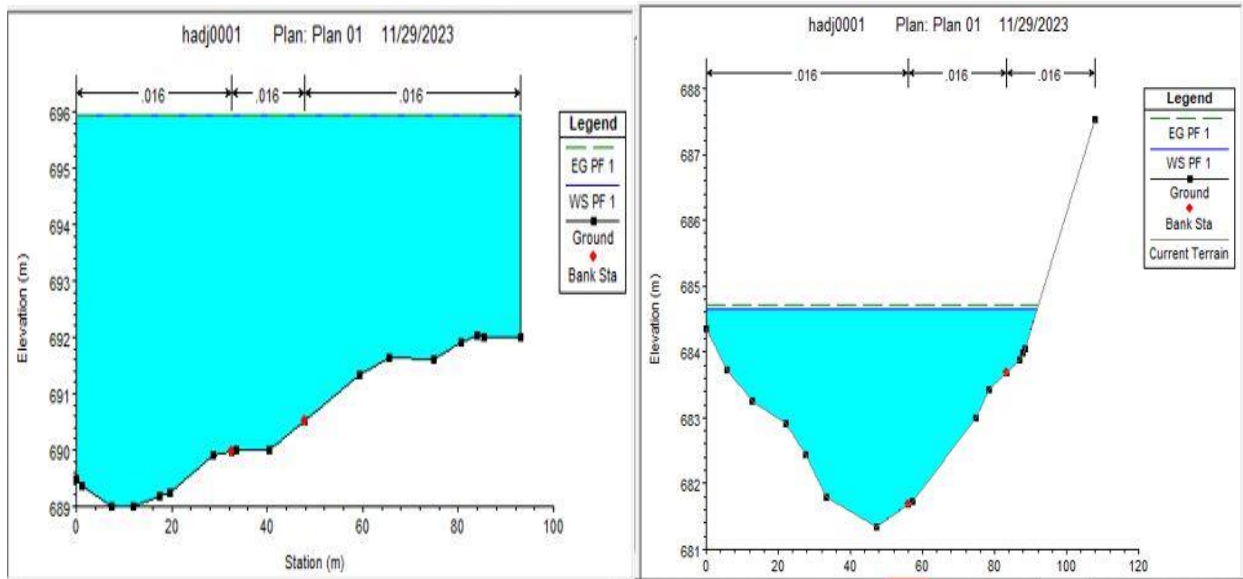 hadj0001 Plan: Plan 01 11/29/2023
.016 .016 .016
696
695
694
693
692
691
690
689
Elevation (m)
0 20 40 60 80 100
Station (m)
Legend
EG PF 1
WS PF 1
Ground
Bank Sta
hadj0001 Plan: Plan 01 11/29/2023
.016 .016 .016
688
687
686
685
684
683
682
681
Elevation (m)
0 20 40 60 80 100 120
Legend
EG PF 1
WS PF 1
Ground
Bank Sta
Current Terrain